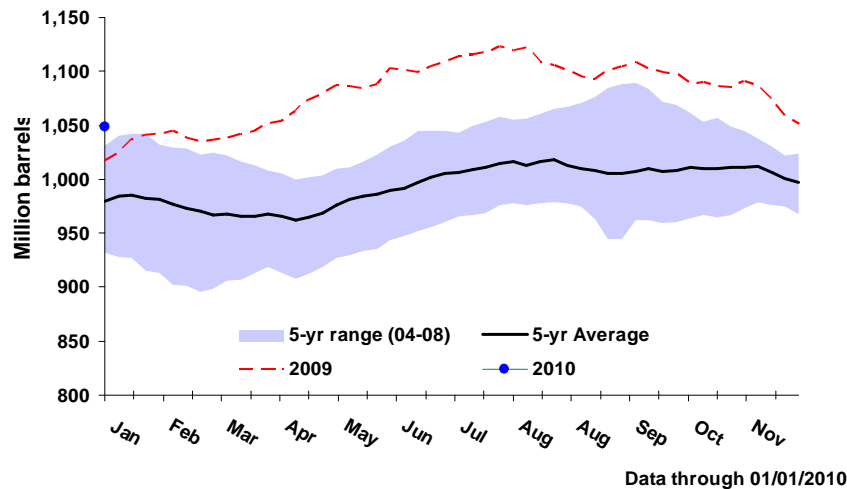 1,150
1,100
1,050
1,000
950
900
850
800
Million barrels
5-yr range (04-08)
5-yr Average
2009
2010
Jan Feb Mar Apr May Jun Jul Aug Aug Sep Oct Nov
Data through 01/01/2010